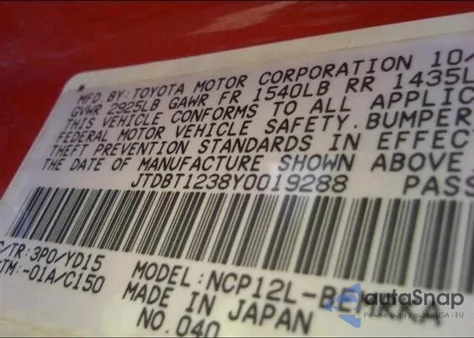 MFD BY: TOYOTA MOTOR CORPORATION 10/
GVWR 2925LB GAWR FR 1540LB RR 1435L
THIS VEHICLE CONFORMS TO ALL APPLIC
FEDERAL MOTOR VEHICLE SAFETY, BUMPER
THEFT PREVENTION STANDARDS IN EFFEC
THE DATE OF MANUFACTURE SHOWN ABOVE
JTDBT1238Y0019288 PAS
C/TR: 3P0/YD15
TM: -01A/C150
MODEL: NCP12L-BE
MADE IN JAPAN
NO.040
autaSnap